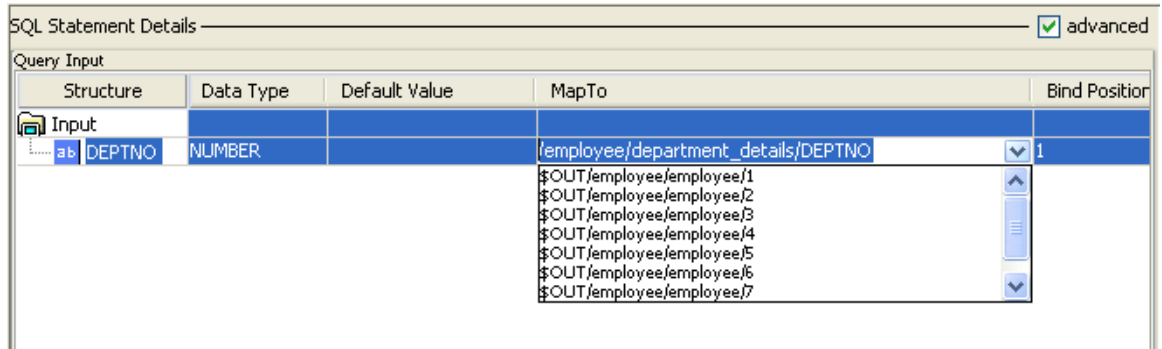 SQL Statement Details advanced
Query Input
Structure Data Type Default Value MapTo Bind Position
Input
ab DEPTNO NUMBER /employee/department_details/DEPTNO 1
$OUT/employee/employee/1
$OUT/employee/employee/2
$OUT/employee/employee/3
$OUT/employee/employee/4
$OUT/employee/employee/5
$OUT/employee/employee/6
$OUT/employee/employee/7